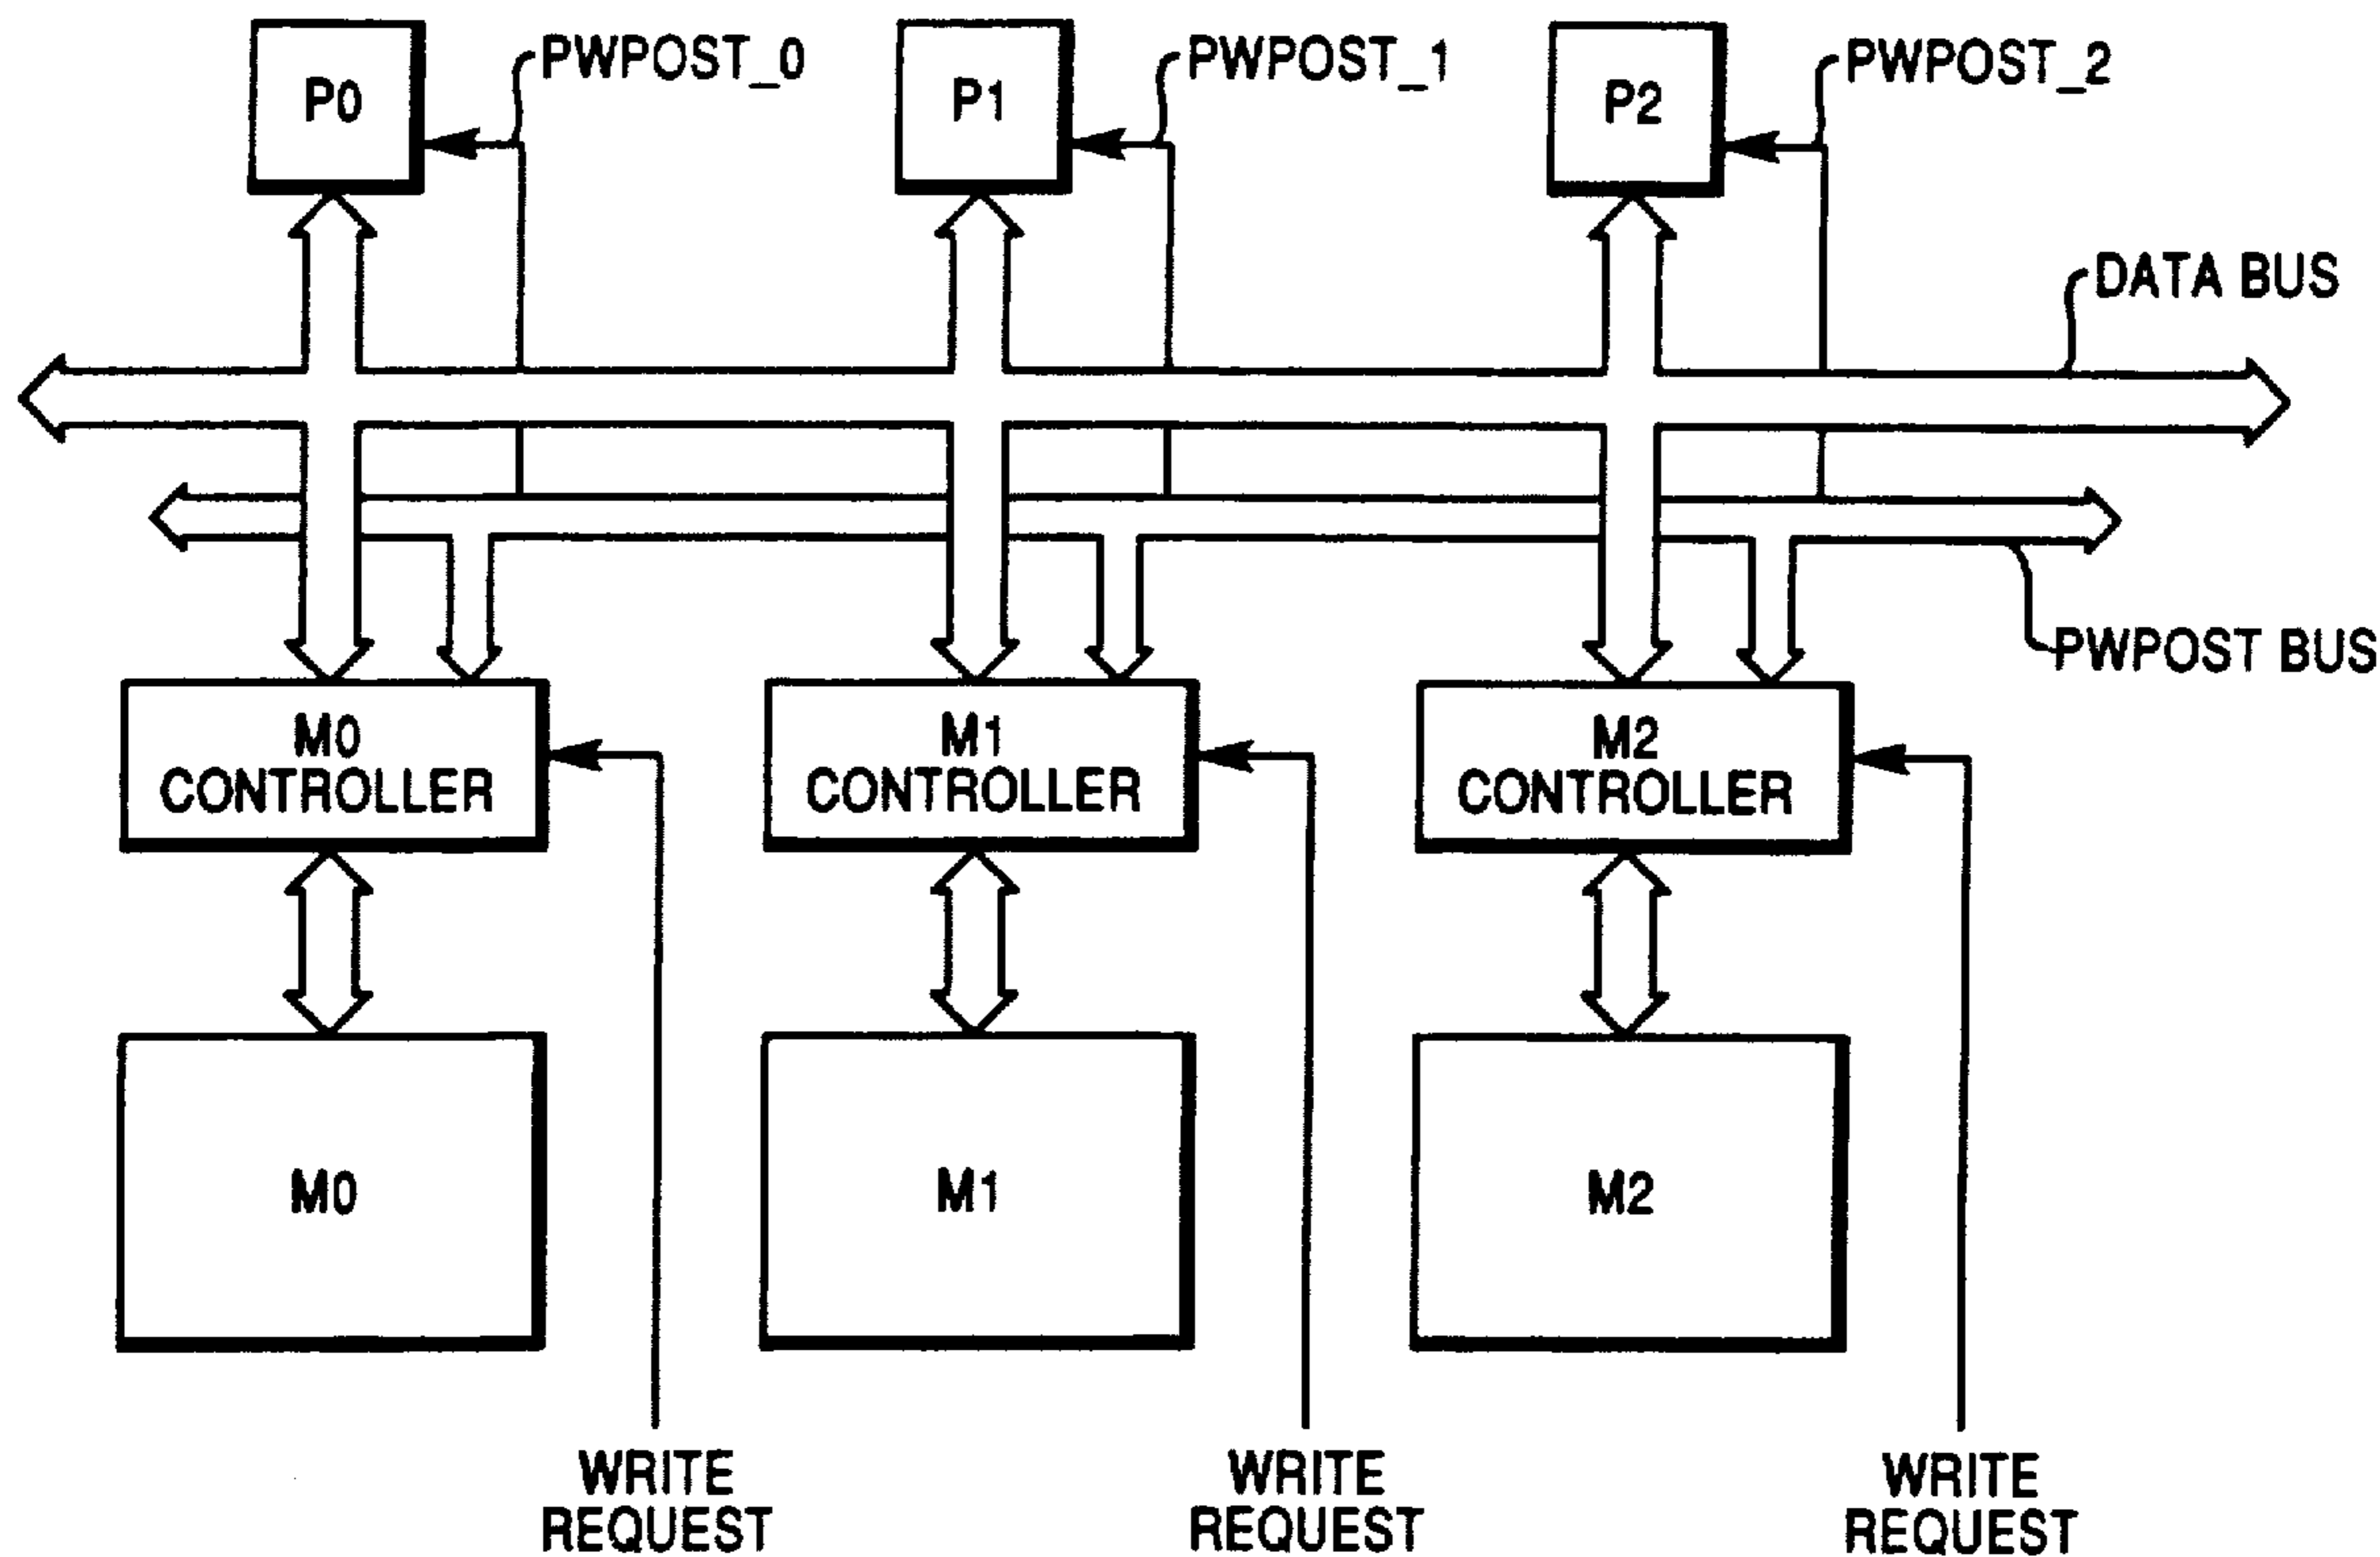 P0
PWPOST_0
P1
PWPOST_1
P2
PWPOST_2
DATA BUS
PWPOST BUS
M0
CONTROLLER
M1
CONTROLLER
M2
CONTROLLER
M0
M1
M2
WRITE
REQUEST
WRITE
REQUEST
WRITE
REQUEST